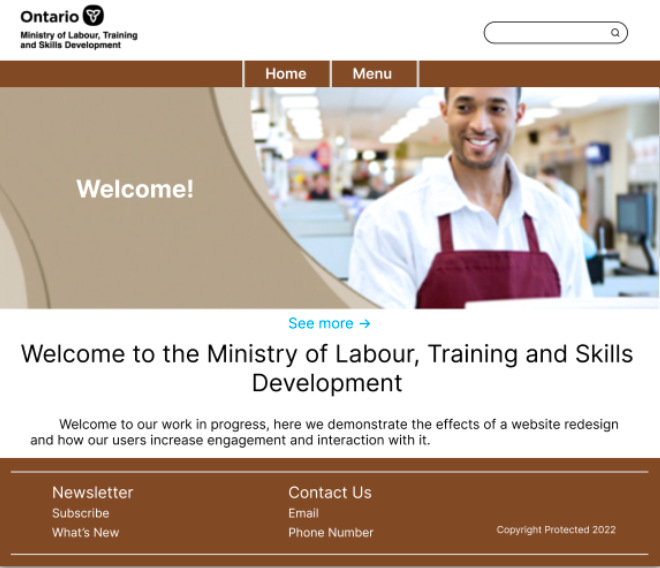 Ontario
Ministry of Labour, Training
and Skills Development
Home Menu
Welcome!
See more →
Welcome to the Ministry of Labour, Training and Skills
Development
Welcome to our work in progress, here we demonstrate the effects of a website redesign
and how our users increase engagement and interaction with it.
Newsletter
Subscribe
What's New
Contact Us
Email
Phone Number
Copyright Protected 2022